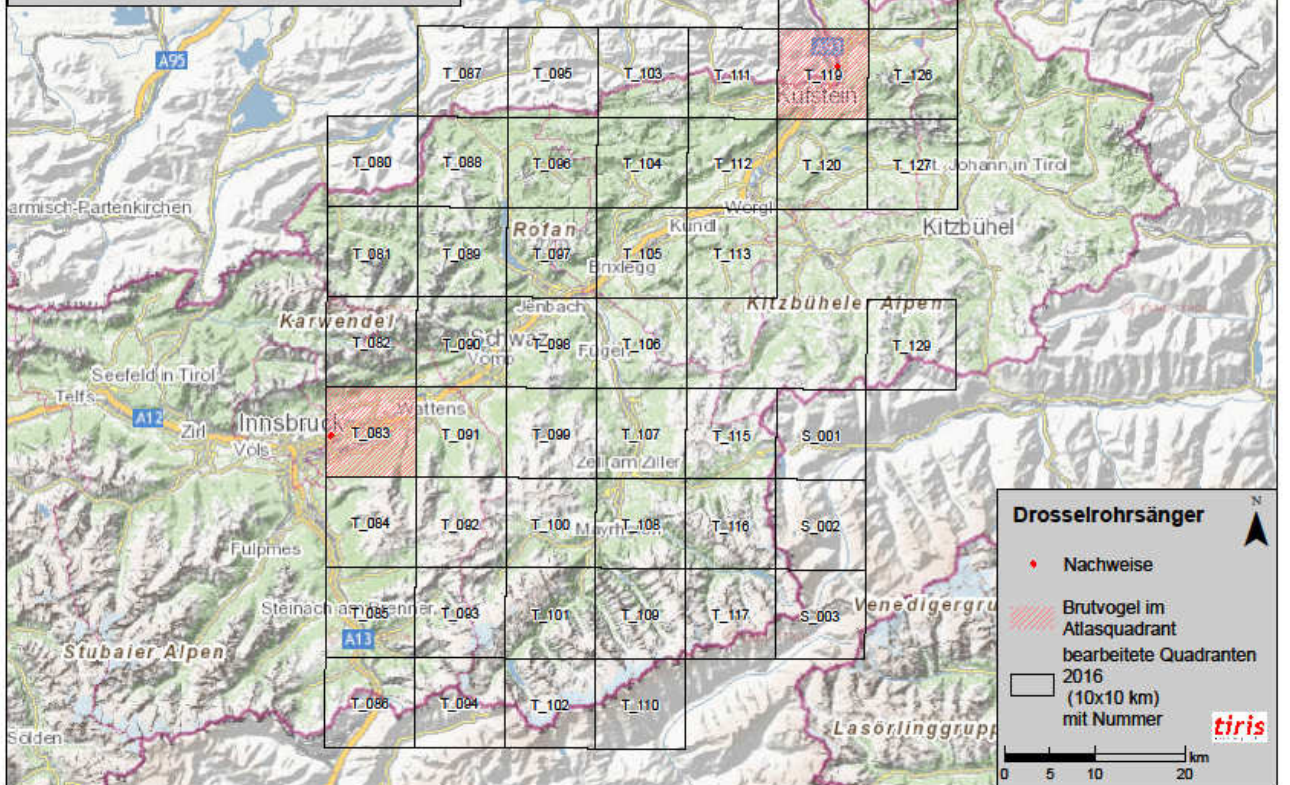 A95
A93
T_087
T_095
T_103
T_111
T_119
T_126
Kufstein
T_080
T_088
T_096
T_104
T_112
T_120
T_127
t. Johann in Tirol
armisch-Partenkirchen
Wörgl
Kundl
Kitzbühel
Rofan
T_081
T_089
T_097
T_105
T_113
Brixlegg
Jenbach
Kitzbüheler Alpen
Karwendel
T_082
T_090
Schwaz
T_098
Fügen
T_106
T_129
Vomp
Seefeld in Tirol
Telfs
A12
Zirl
Innsbruck
Völs
T_083
Wattens
T_091
T_099
T_107
T_115
S_001
Zell am Ziller
T_084
T_092
T_100
T_108
T_116
S_002
Fulpmes
Steinach am Brenner
T_085
T_093
T_101
T_109
T_117
S_003
Venedigergru
A13
Stubaier Alpen
T_086
T_094
T_102
T_110
Sölden
Lasörlinggrupp
Drosselrohrsänger
N
Nachweise
Brutvogel im
Atlasquadrant
bearbeitete Quadranten
2016
(10x10 km)
mit Nummer
tiris
km
0 5 10 20